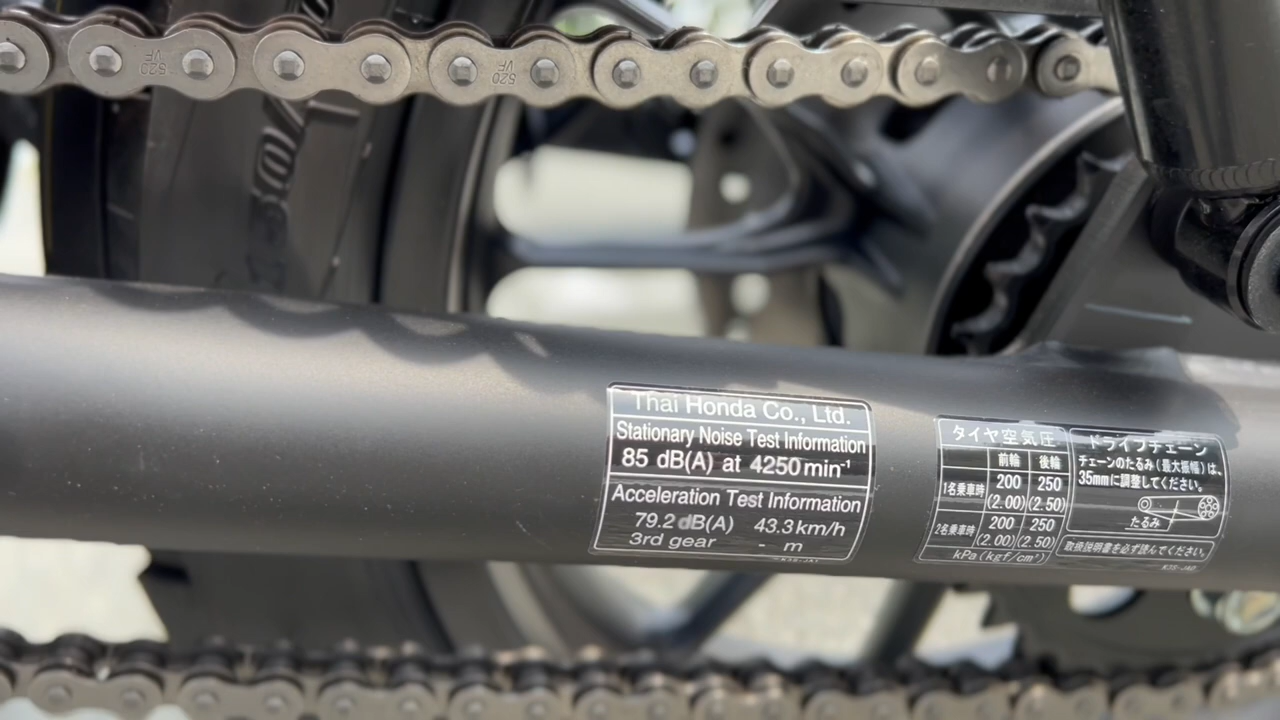 520
VF
520
VF
130/
Thai Honda Co., Ltd.
Stationary Noise Test Information
85 dB(A) at 4250 min⁻¹
Acceleration Test Information
79.2 dB(A) 43.3 km/h
3rd gear - m
タイヤ空気圧
前輪 後輪
1名乗車時 200 250
(2.00) (2.50)
2名乗車時 200 250
(2.00) (2.50)
kPa (kgf/cm²)
ドライブチェーン
チェーンのたるみ(最大振幅)は、
35mmに調整してください。
たるみ
取扱説明書を必ず読んでください。